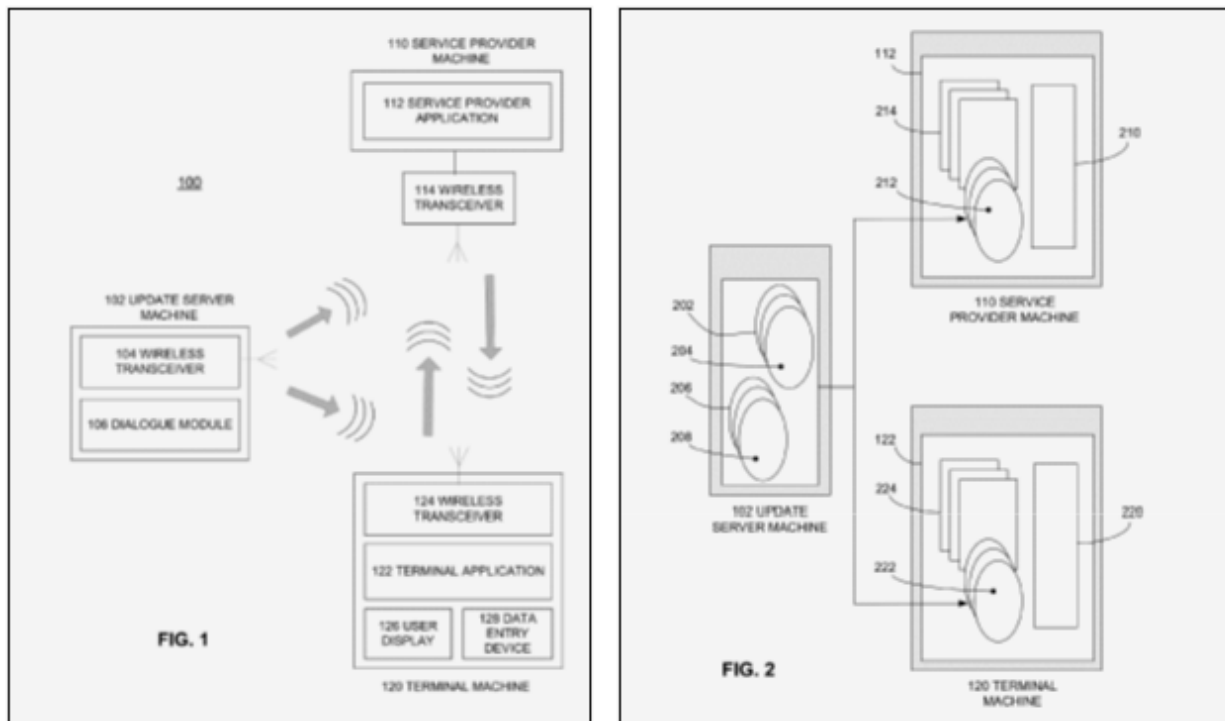 110 SERVICE PROVIDER
MACHINE
112 SERVICE PROVIDER
APPLICATION
100
114 WIRELESS
TRANSCEIVER
102 UPDATE SERVER
MACHINE
104 WIRELESS
TRANSCEIVER
106 DIALOGUE MODULE
124 WIRELESS
TRANSCEIVER
122 TERMINAL APPLICATION
126 USER
DISPLAY
128 DATA
ENTRY
DEVICE
FIG. 1
120 TERMINAL MACHINE
112
214
210
212
110 SERVICE
PROVIDER MACHINE
202
204
206
208
102 UPDATE
SERVER MACHINE
122
224
220
222
FIG. 2
120 TERMINAL
MACHINE